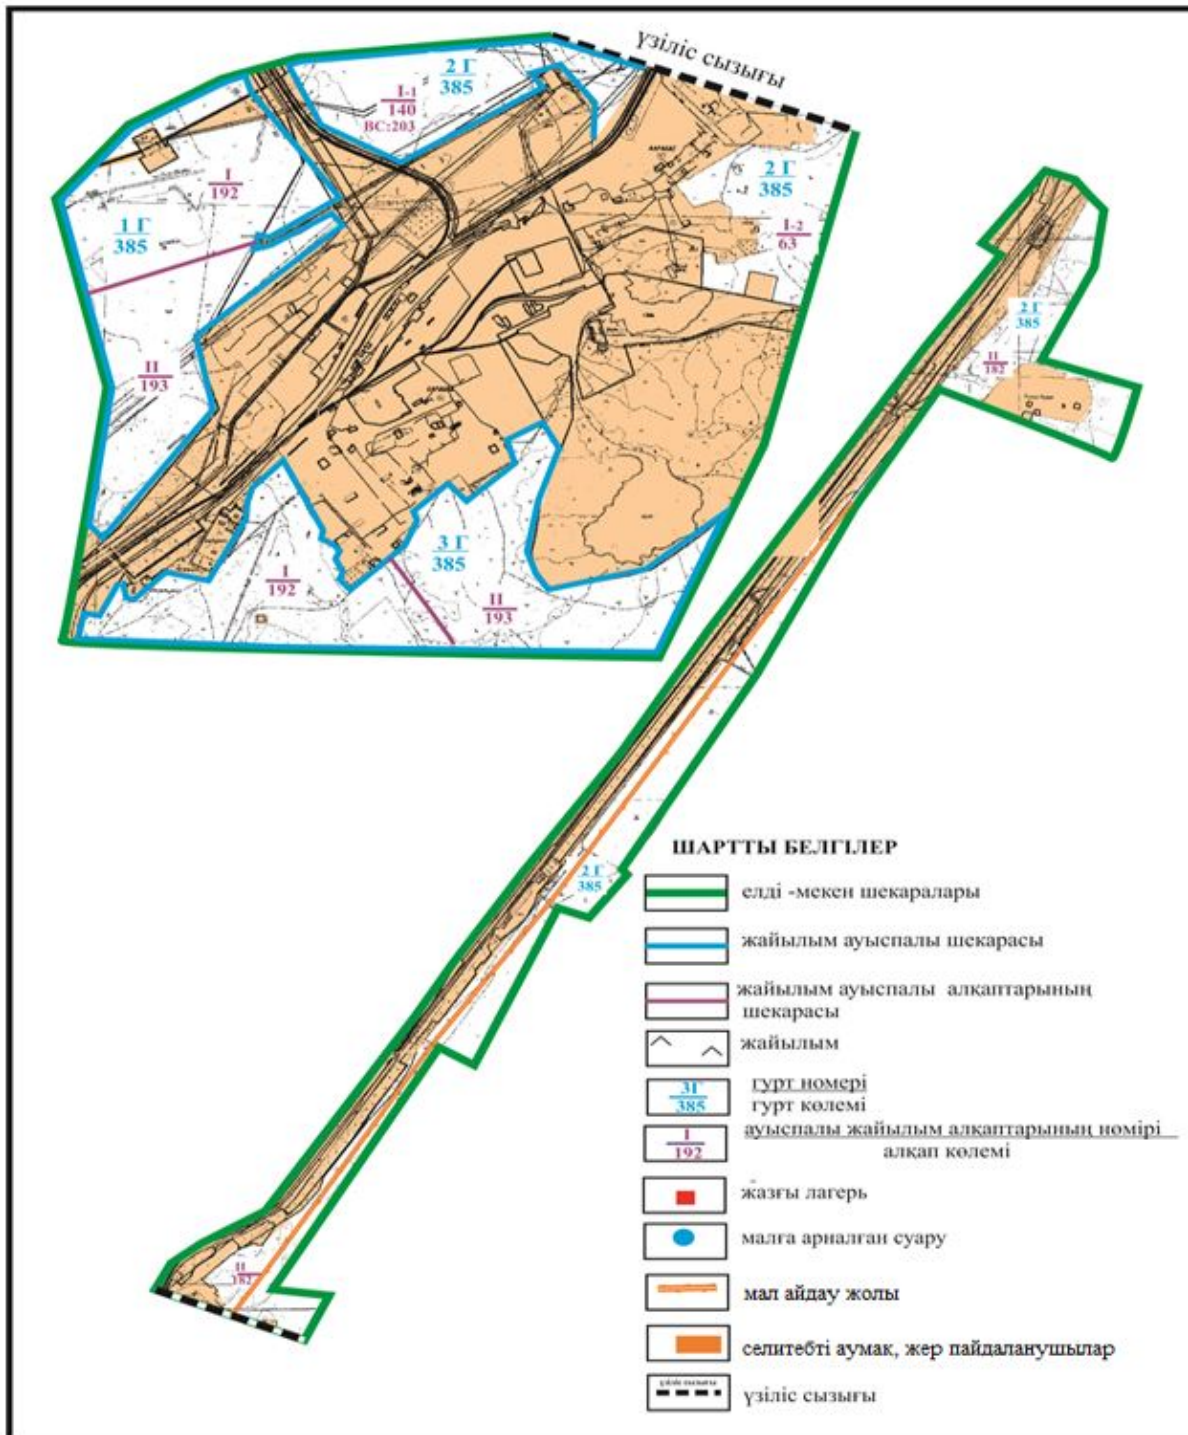 үзіліс сызығы
2 Г
385
I-1
140
ВС:203
I
192
1 Г
385
2 Г
385
I-2
63
II
193
3 Г
385
I
192
II
193
2 Г
385
II
182
2 Г
385
II
182
ШАРТТЫ БЕЛГІЛЕР
елді -мекен шекаралары
жайылым ауыспалы шекарасы
жайылым ауыспалы алқаптарының
шекарасы
жайылым
3Г
385
гурт номері
гурт көлемі
I
192
ауыспалы жайылым алқаптарының нөмірі
алқап көлемі
жазғы лагерь
малға арналған суару
мал айдау жолы
селитебті аумак, жер пайдаланушылар
үзіліс сызығы
үзіліс сызығы